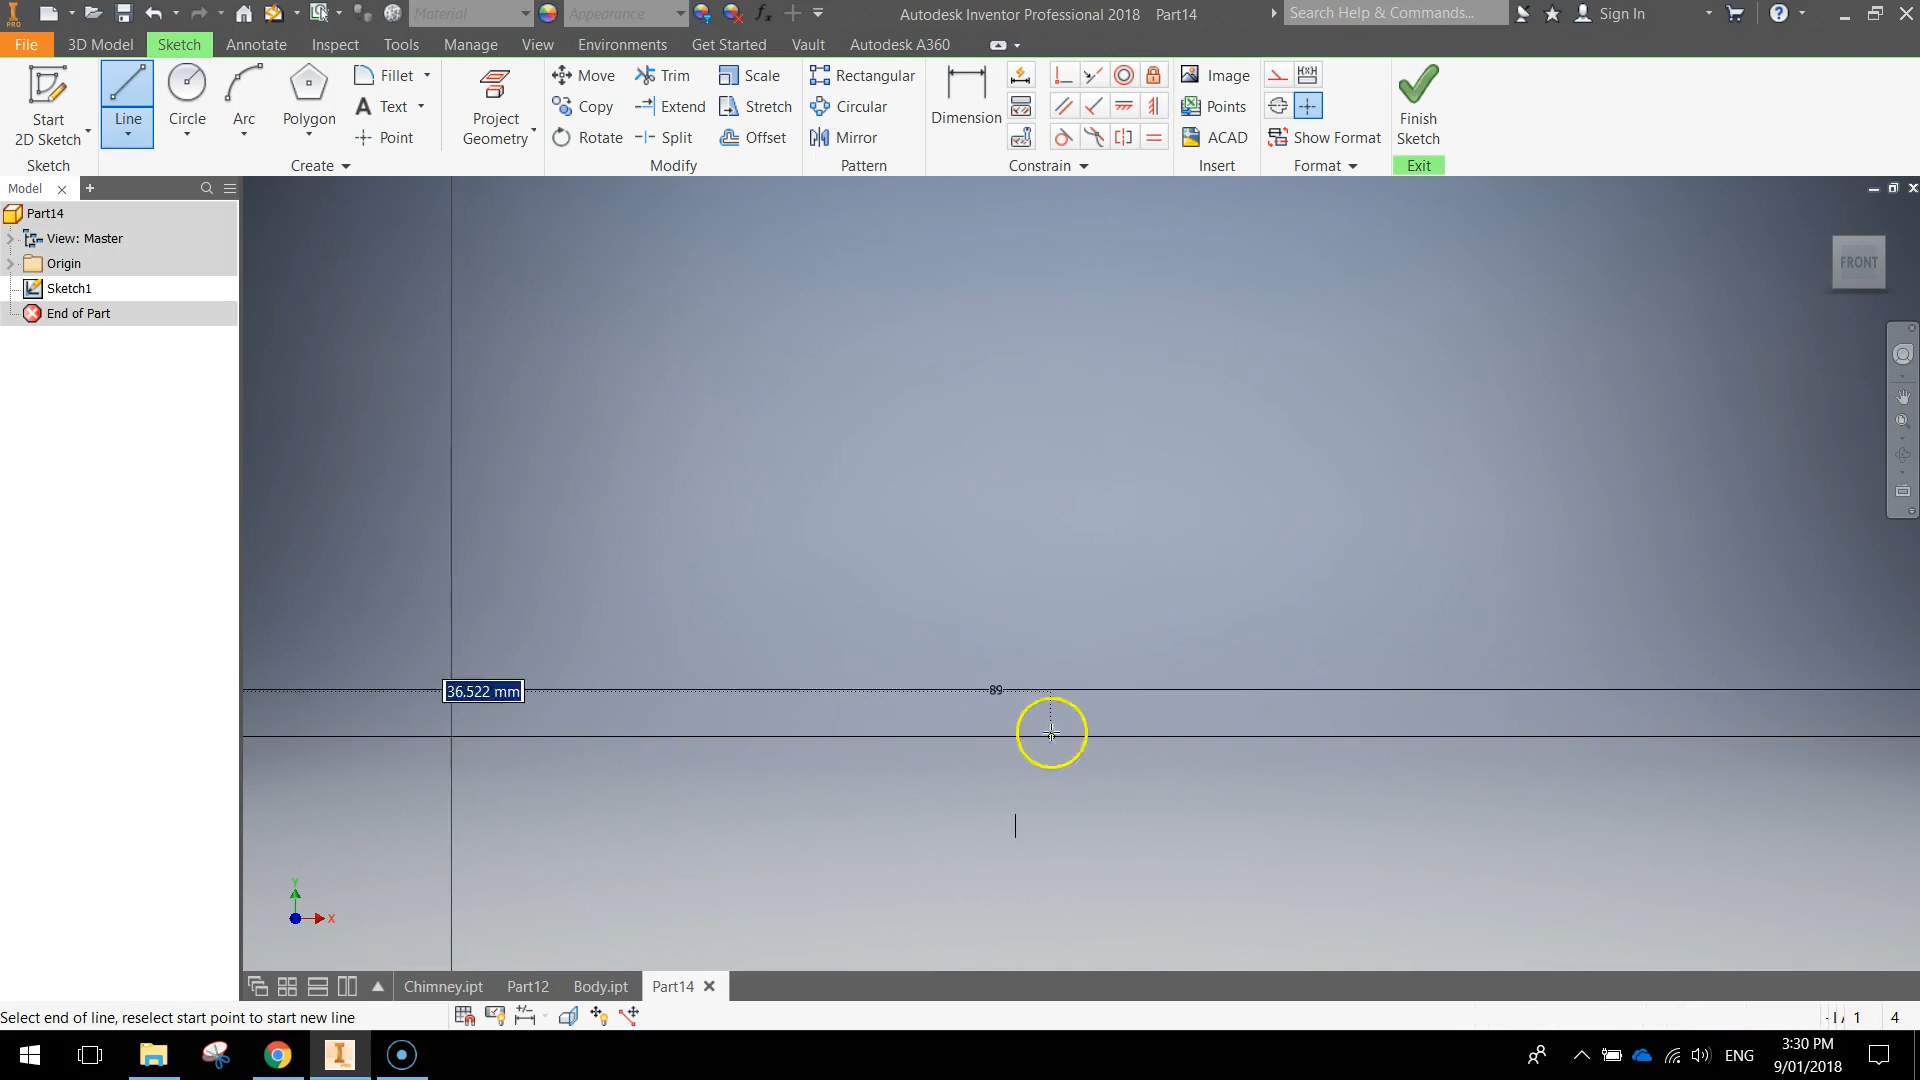 PRO Material Appearance fx Autodesk Inventor Professional 2018 Part14 Search Help & Commands... Sign In
File 3D Model Sketch Annotate Inspect Tools Manage View Environments Get Started Vault Autodesk A360
Start 2D Sketch Line Circle Arc Polygon Fillet Text Point Project Geometry
Move Trim Scale
Copy Extend Stretch
Rotate Split Offset
Rectangular
Circular
Mirror
Dimension
Image
Points
ACAD
Show Format
Finish Sketch
Sketch Create Modify Pattern Constrain Insert Format Exit
Model
Part14
View: Master
Origin
Sketch1
End of Part
FRONT
36.522 mm
89
Y
X
Chimney.ipt Part12 Body.ipt Part14
Select end of line, reselect start point to start new line 1 4
ENG 3:30 PM
9/01/2018